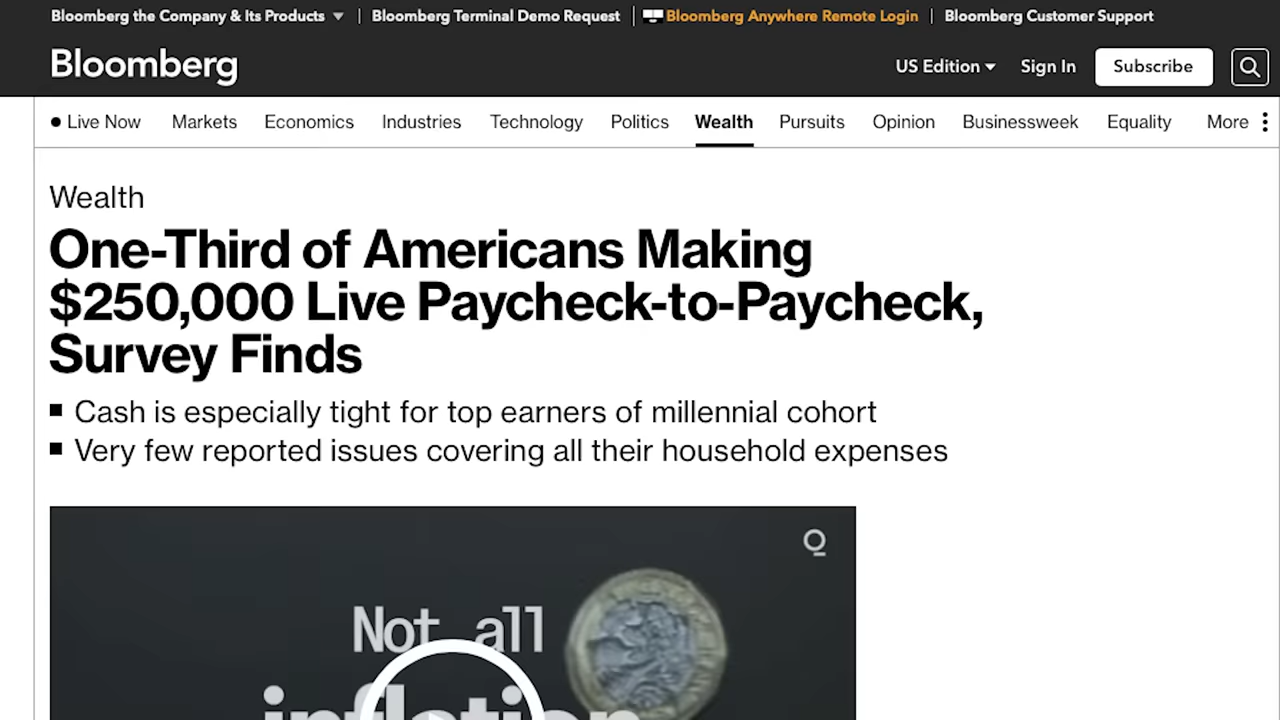 Bloomberg the Company & Its Products Bloomberg Terminal Demo Request Bloomberg Anywhere Remote Login Bloomberg Customer Support
Bloomberg US Edition Sign In Subscribe
Live Now Markets Economics Industries Technology Politics Wealth Pursuits Opinion Businessweek Equality More
Wealth
One-Third of Americans Making
$250,000 Live Paycheck-to-Paycheck,
Survey Finds
Cash is especially tight for top earners of millennial cohort
Very few reported issues covering all their household expenses
Q
Not all
inflation